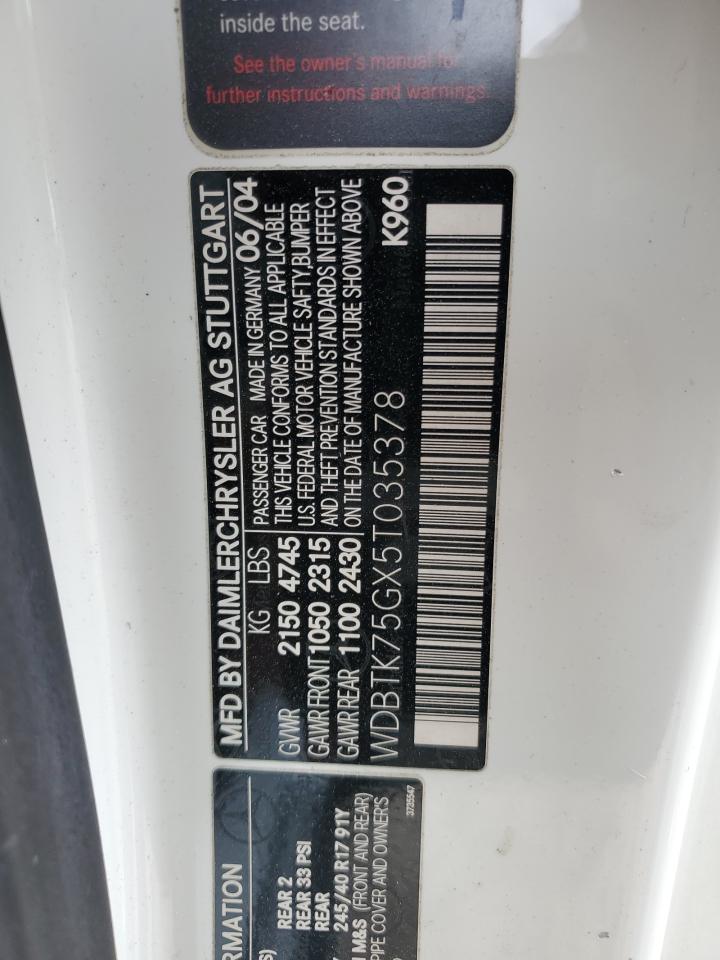 inside the seat.
See the owner's manual for
further instructions and warnings.
MFD BY DAIMLERCHRYSLER AG STUTTGART
KG LBS PASSENGER CAR MADE IN GERMANY 06/04
GVWR 2150 4745 THIS VEHICLE CONFORMS TO ALL APPLICABLE
U.S. FEDERAL MOTOR VEHICLE SAFTY, BUMPER
GAWR FRONT 1050 2315 AND THEFT PREVENTION STANDARDS IN EFFECT
GAWR REAR 1100 2430 ON THE DATE OF MANUFACTURE SHOWN ABOVE
WDBTK75GX5T035378 K960
RMATION
REAR 2
REAR 33 PSI
REAR
245/40 R17 91Y
M&S (FRONT AND REAR)
PIPE COVER AND OWNER'S
3725547